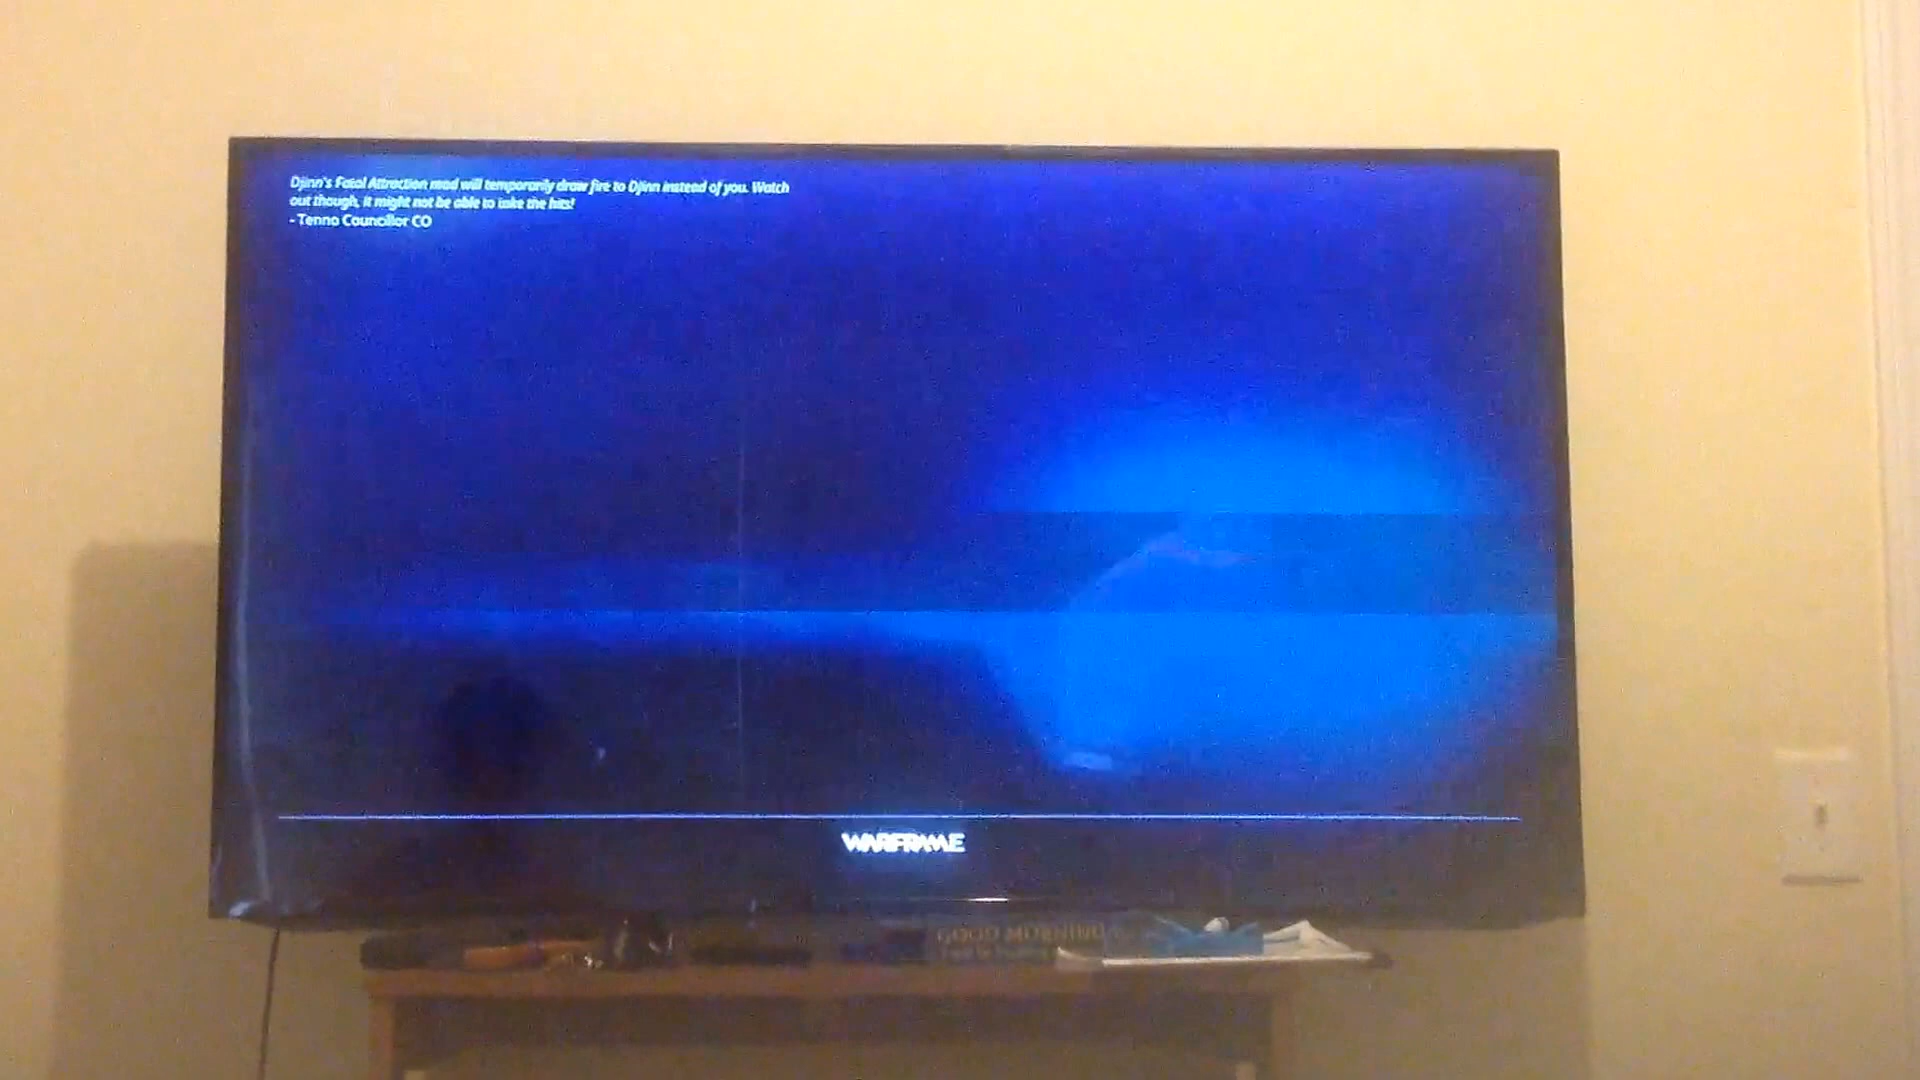 Djinn's Fatal Attraction mod will temporarily draw fire to Djinn instead of you. Watch
out though, it might not be able to take the hits!
- Tenno Councillor CO
WARFRAME
GOOD MORNING